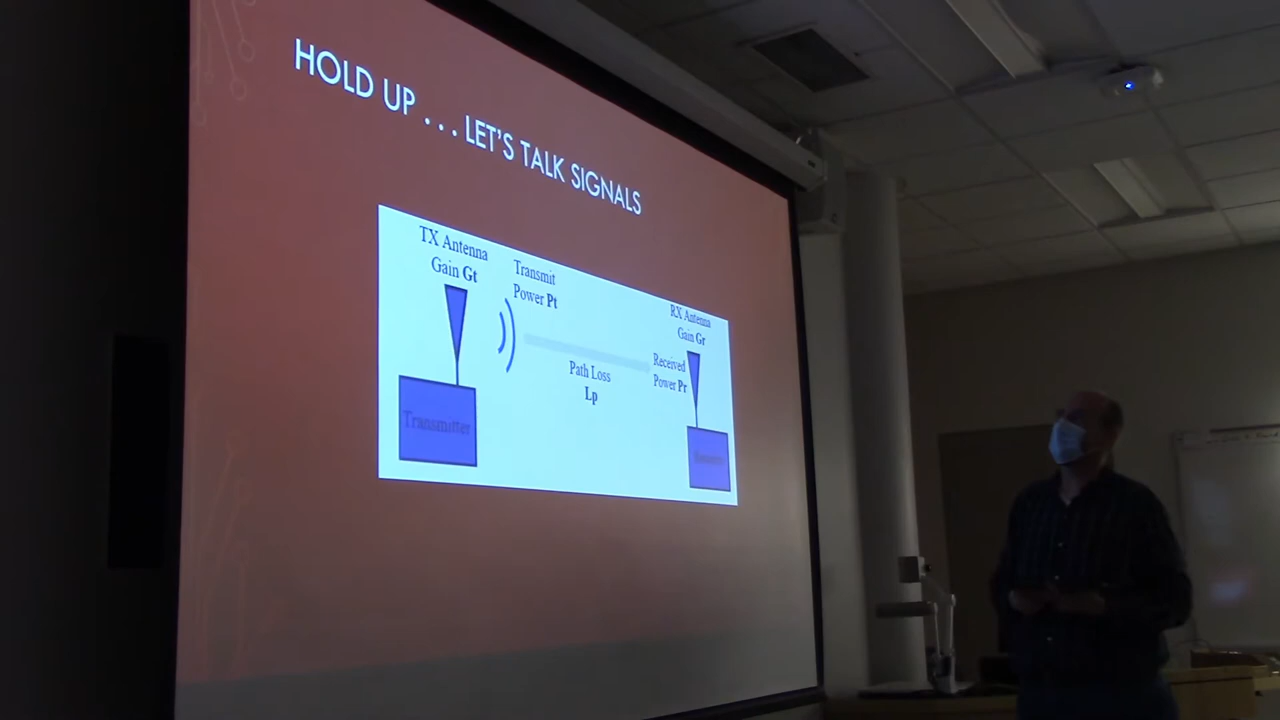 HOLD UP . . . LET'S TALK SIGNALS
TX Antenna
Gain Gt
Transmit
Power Pt
RX Antenna
Gain Gr
Received
Power Pr
Path Loss
Lp
Transmitter